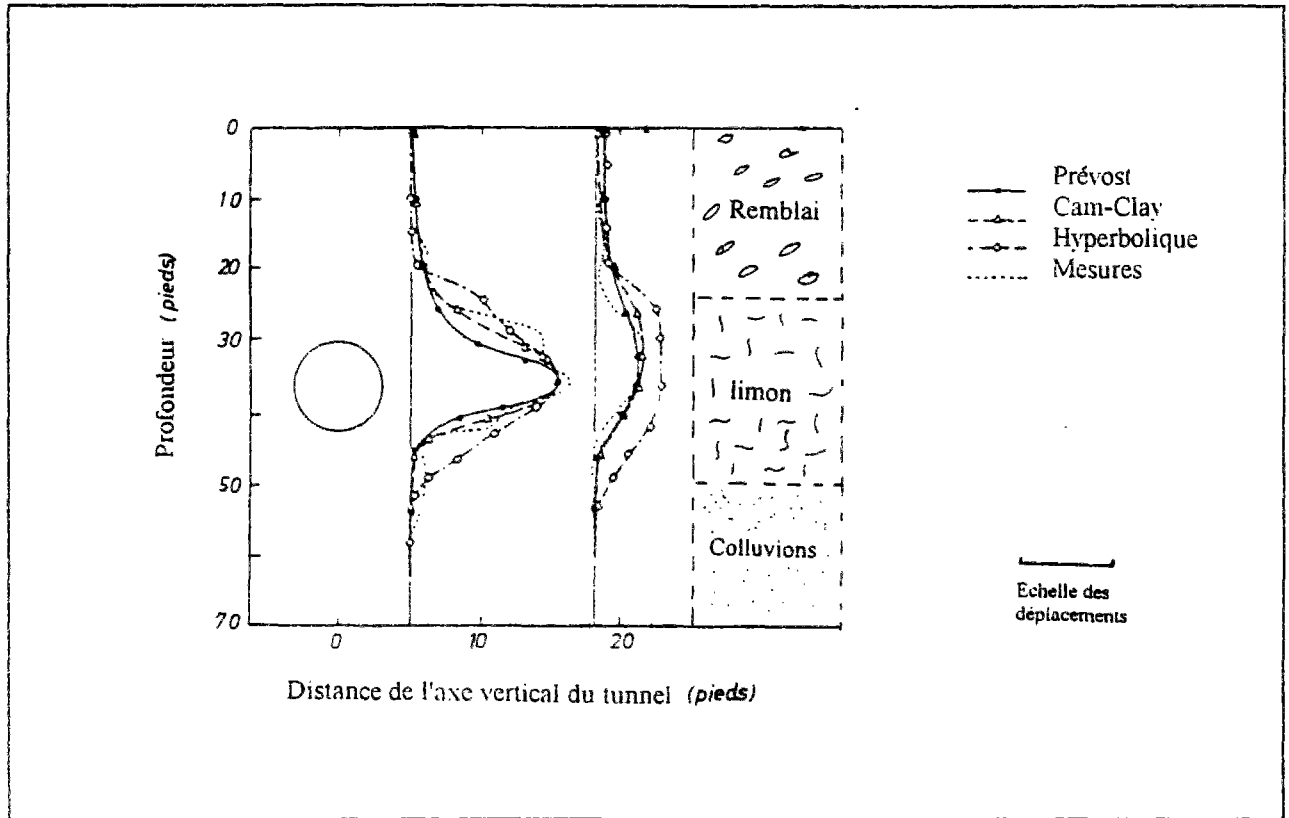 0
10
20
30
50
70
Profondeur (pieds)
0
10
20
Distance de l'axe vertical du tunnel (pieds)
Remblai
limon
Colluvions
Prévost
Cam-Clay
Hyperbolique
Mesures
Echelle des
déplacements